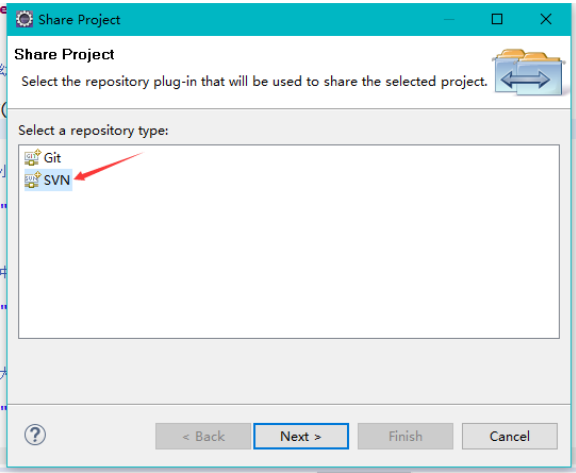 Share Project
Share Project
Select the repository plug-in that will be used to share the selected project.
Select a repository type:
Git
SVN
< Back
Next >
Finish
Cancel